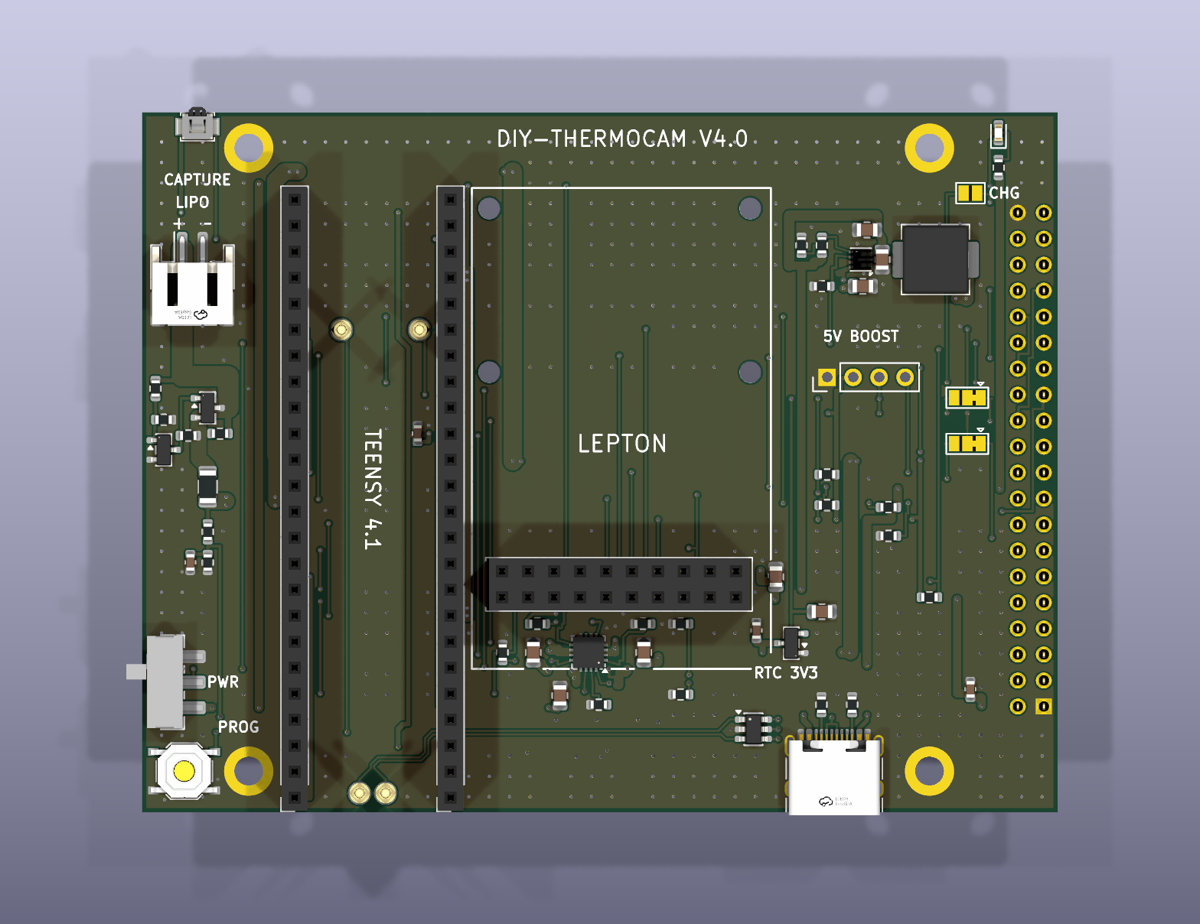 DIY-THERMOCAM V4.0
CAPTURE
LIPO
+ -
CHG
5V BOOST
LEPTON
TEENSY 4.1
RTC 3V3
PWR
PROG